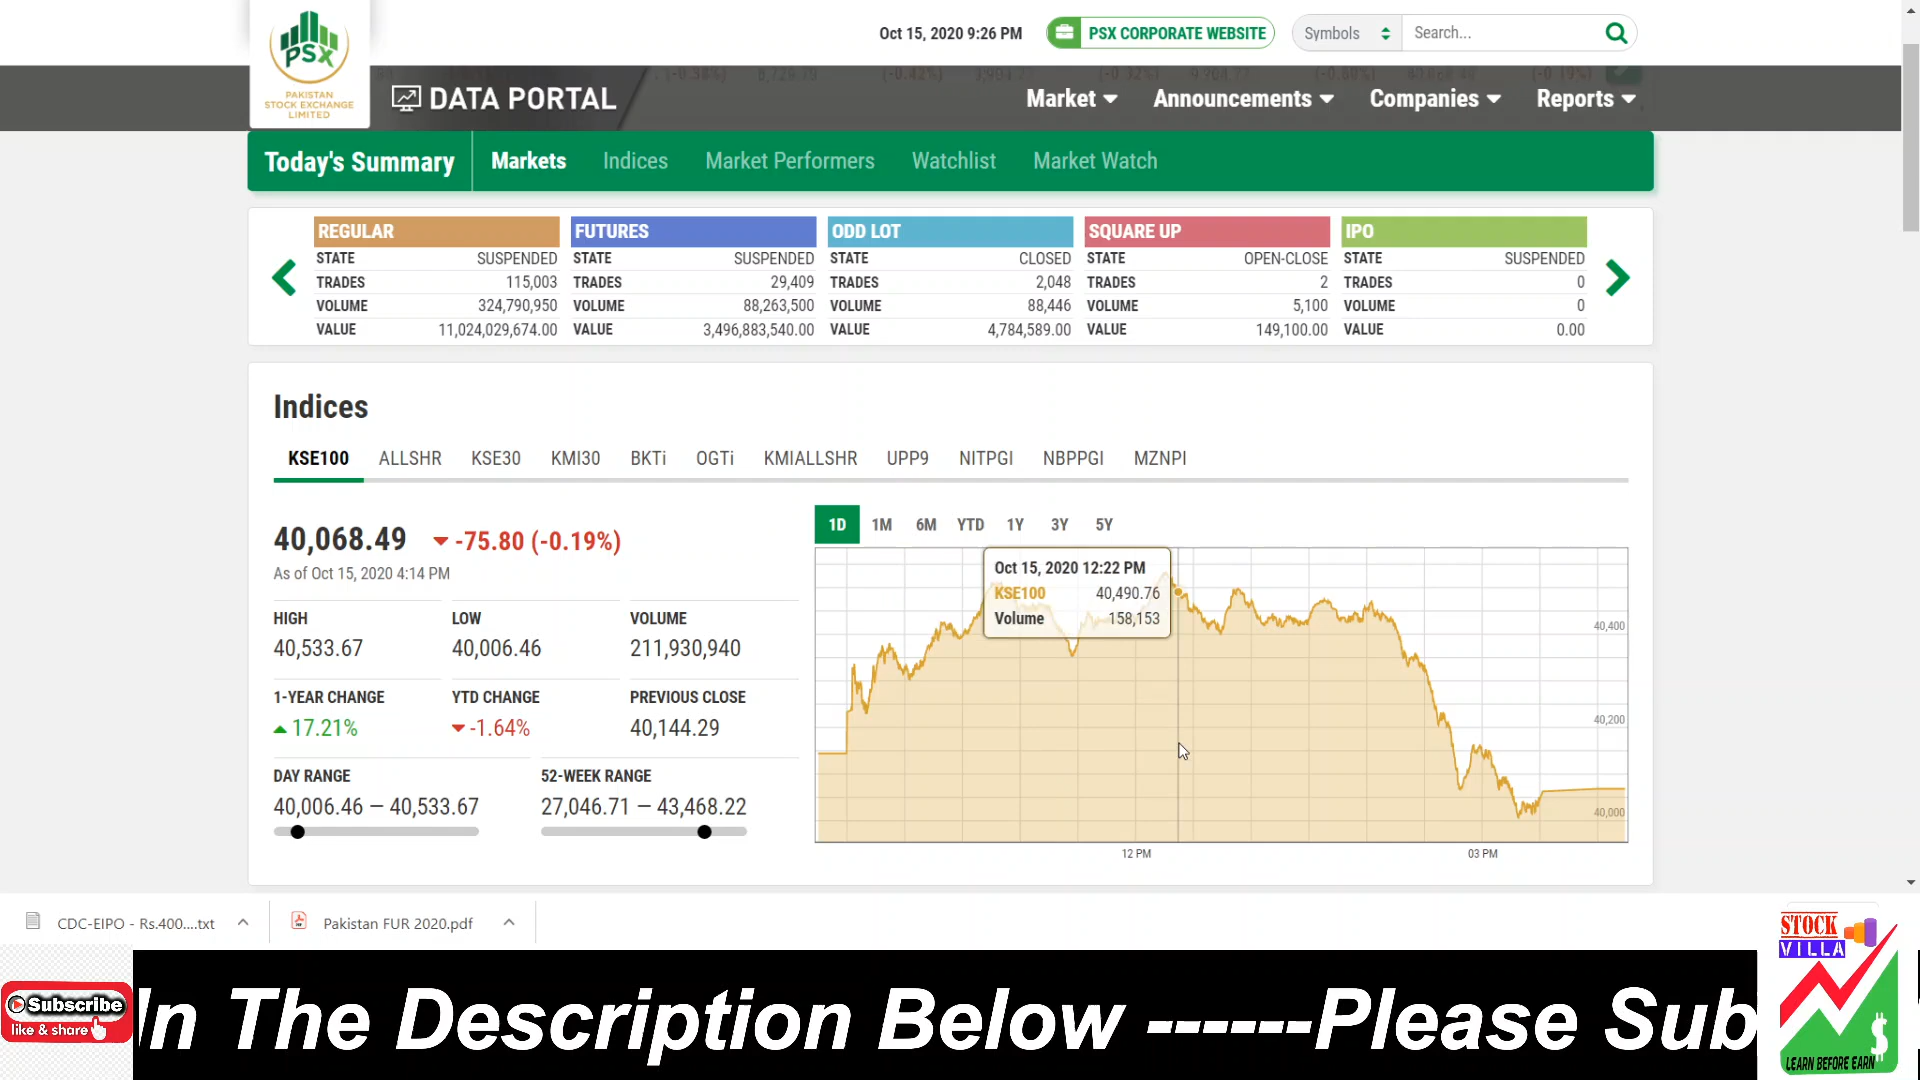 PSX
PAKISTAN
STOCK EXCHANGE
LIMITED
Oct 15, 2020 9:26 PM
PSX CORPORATE WEBSITE
Symbols
Search...
DATA PORTAL
Market
Announcements
Companies
Reports
Today's Summary
Markets
Indices
Market Performers
Watchlist
Market Watch
REGULAR
STATE SUSPENDED
TRADES 115,003
VOLUME 324,790,950
VALUE 11,024,029,674.00
FUTURES
STATE SUSPENDED
TRADES 29,409
VOLUME 88,263,500
VALUE 3,496,883,540.00
ODD LOT
STATE CLOSED
TRADES 2,048
VOLUME 88,446
VALUE 4,784,589.00
SQUARE UP
STATE OPEN-CLOSE
TRADES 2
VOLUME 5,100
VALUE 149,100.00
IPO
STATE SUSPENDED
TRADES 0
VOLUME 0
VALUE 0.00
Indices
KSE100 ALLSHR KSE30 KMI30 BKTi OGTi KMIALLSHR UPP9 NITPGI NBPPGI MZNPI
40,068.49 -75.80 (-0.19%)
As of Oct 15, 2020 4:14 PM
HIGH LOW VOLUME
40,533.67 40,006.46 211,930,940
1-YEAR CHANGE YTD CHANGE PREVIOUS CLOSE
17.21% -1.64% 40,144.29
DAY RANGE 52-WEEK RANGE
40,006.46 — 40,533.67 27,046.71 — 43,468.22
1D 1M 6M YTD 1Y 3Y 5Y
Oct 15, 2020 12:22 PM
KSE100 40,490.76
Volume 158,153
40,400
40,200
40,000
12 PM 03 PM
CDC-EIPO - Rs.400....txt
Pakistan FUR 2020.pdf
Subscribe
like & share
In The Description Below ------Please Sub
STOCK
VILLA
$
LEARN BEFORE EARN